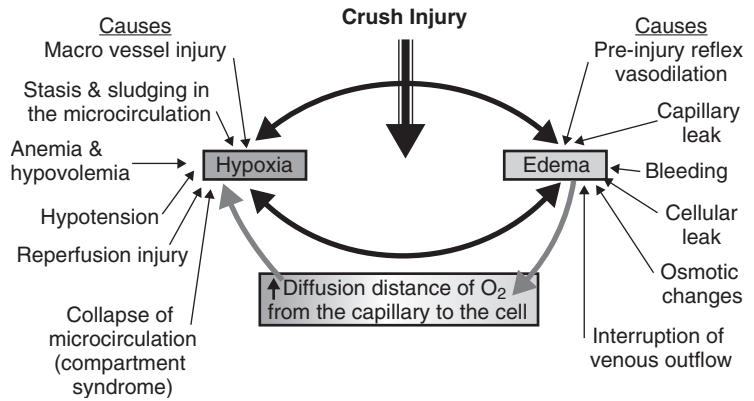 Crush Injury
Causes
Macro vessel injury
Stasis & sludging in
the microcirculation
Anemia &
hypovolemia
Hypotension
Reperfusion injury
Collapse of
microcirculation
(compartment
syndrome)
Hypoxia
Edema
Diffusion distance of O₂
from the capillary to the cell
Causes
Pre-injury reflex
vasodilation
Capillary
leak
Bleeding
Cellular
leak
Osmotic
changes
Interruption of
venous outflow